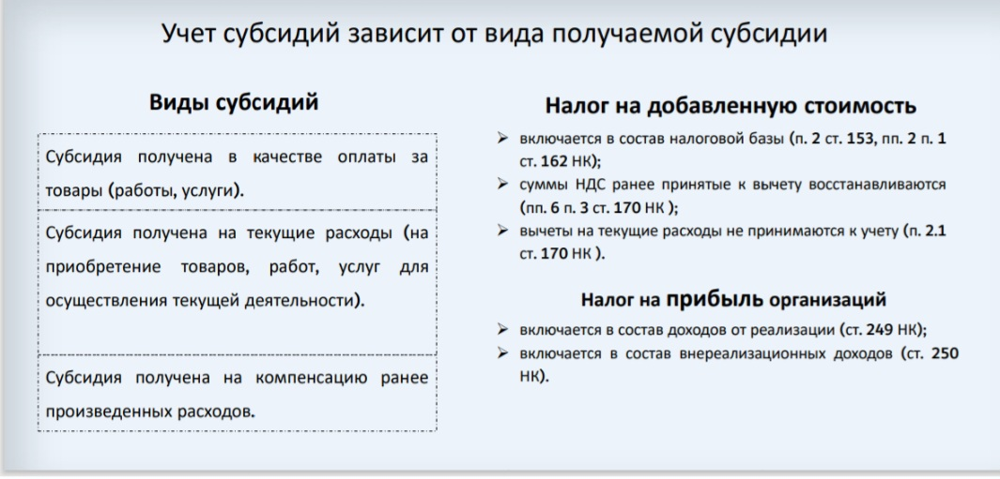 Учет субсидий зависит от вида получаемой субсидии
Виды субсидий
Субсидия получена в качестве оплаты за
товары (работы, услуги).
Субсидия получена на текущие расходы (на
приобретение товаров, работ, услуг для
осуществления текущей деятельности).
Субсидия получена на компенсацию ранее
произведенных расходов.
Налог на добавленную стоимость
➢ включается в состав налоговой базы (п. 2 ст. 153, пп. 2 п. 1
ст. 162 НК);
➢ суммы НДС ранее принятые к вычету восстанавливаются
(пп. 6 п. 3 ст. 170 НК );
➢ вычеты на текущие расходы не принимаются к учету (п. 2.1
ст. 170 НК ).
Налог на прибыль организаций
➢ включается в состав доходов от реализации (ст. 249 НК);
➢ включается в состав внереализационных доходов (ст. 250
НК).